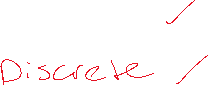 ✓
Discrete ✓